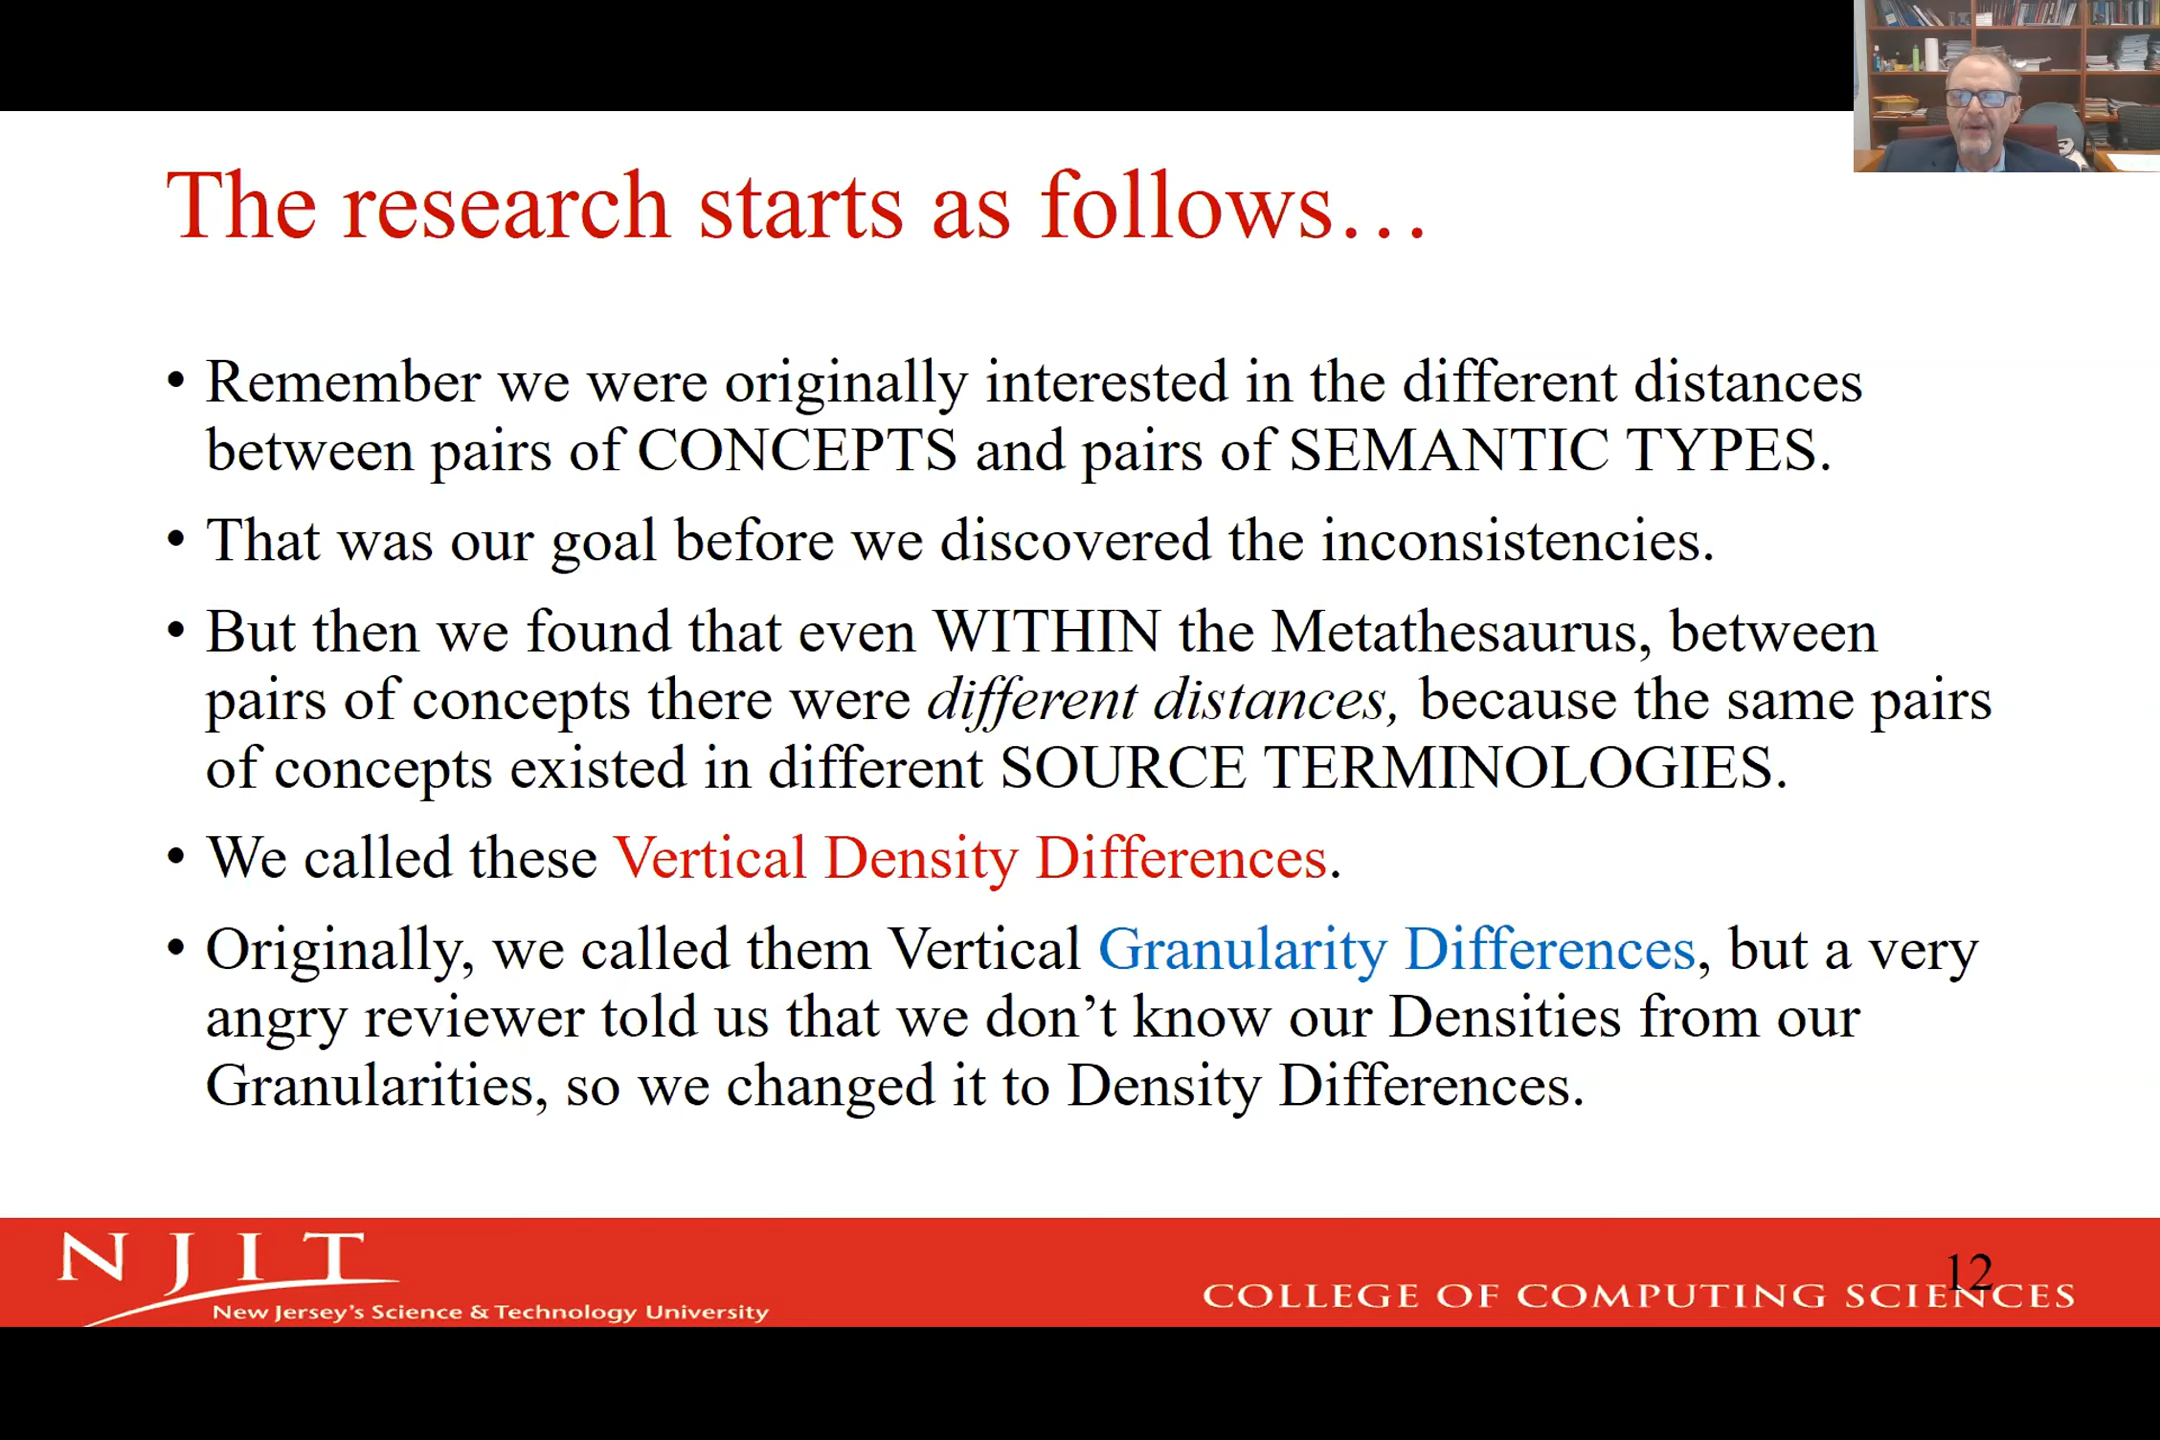 The research starts as follows…
• Remember we were originally interested in the different distances
between pairs of CONCEPTS and pairs of SEMANTIC TYPES.
• That was our goal before we discovered the inconsistencies.
• But then we found that even WITHIN the Metathesaurus, between
pairs of concepts there were different distances, because the same pairs
of concepts existed in different SOURCE TERMINOLOGIES.
• We called these Vertical Density Differences.
• Originally, we called them Vertical Granularity Differences, but a very
angry reviewer told us that we don’t know our Densities from our
Granularities, so we changed it to Density Differences.
NJIT
New Jersey's Science & Technology University
12
COLLEGE OF COMPUTING SCIENCES